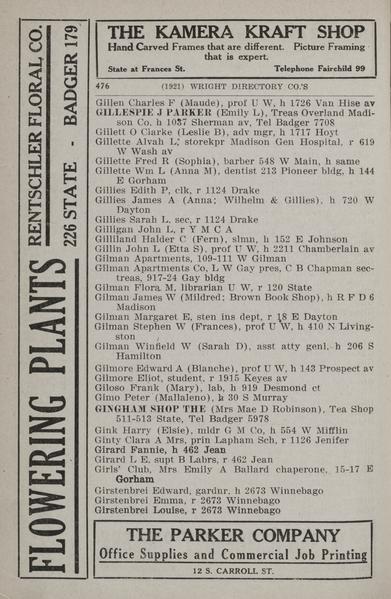 FLOWERING PLANTS
RENTSCHLER FLORAL CO.
226 STATE - BADGER 179
THE KAMERA KRAFT SHOP
Hand Carved Frames that are different. Picture Framing
that is expert.
State at Frances St. Telephone Fairchild 99
476 (1921) WRIGHT DIRECTORY CO.'S
Gillen Charles F (Maude), prof U W, h 1726 Van Hise av
GILLESPIE J PARKER (Emily L), Treas Overland Madi-
son Co. h 1037 Sherman av, Tel Badger 7708
Gillett O Clarke (Leslie B), adv mgr, h 1717 Hoyt
Gillette Alvah L, storekpr Madison Gen Hospital, r 619
W Wash av
Gillette Fred R (Sophia), barber 548 W Main, h same
Gillette Wm L (Anna M), dentist 213 Pioneer bldg, h 144
E Gorham
Gillies Edith P, clk, r 1124 Drake
Gillies James A (Anna; Wilhelm & Gillies), h 720 W
Dayton
Gillies Sarah L. sec, r 1124 Drake
Gilligan John L, r Y M C A
Gilliland Halder C (Fern), slmn, h 152 E Johnson
Gillin John L (Etta S), prof U W, h 2211 Chamberlain av
Gilman Apartments, 109-111 W Gilman
Gilman Apartments Co, L W Gay pres, C B Chapman sec-
treas, 917-24 Gay bldg
Gilman Flora M, librarian U W, r 120 State
Gilman James W (Mildred; Brown Book Shop), h R F D 6
Madison
Gilman Margaret E, sten ins dept, r 18 E Dayton
Gilman Stephen W (Frances), prof U W, h 410 N Living-
ston
Gilman Winfield W (Sarah D), asst atty genl, h 206 S
Hamilton
Gilmore Edward A (Blanche), prof U W, h 143 Prospect av
Gilmore Eliot, student, r 1915 Keyes av
Giloso Frank (Mary), lab, h 919 Desmond ct
Gimo Peter (Mallaleno), h 30 S Murray
GINGHAM SHOP THE (Mrs Mae D Robinson), Tea Shop
511-513 State, Tel Badger 5978
Gink Harry (Elsie), mldr G M Co, h 554 W Mifflin
Ginty Clara A Mrs, prin Lapham Sch, r 1126 Jenifer
Girard Fannie, h 462 Jean
Girard L E, supt B Labrs, r 462 Jean
Girls' Club, Mrs Emily A Ballard chaperone, 15-17 E
Gorham
Girstenbrei Edward, gardnr, h 2673 Winnebago
Girstenbrei Emma, r 2673 Winnebago
Girstenbrei Louise, r 2673 Winnebago
THE PARKER COMPANY
Office Supplies and Commercial Job Printing
12 S. CARROLL ST.